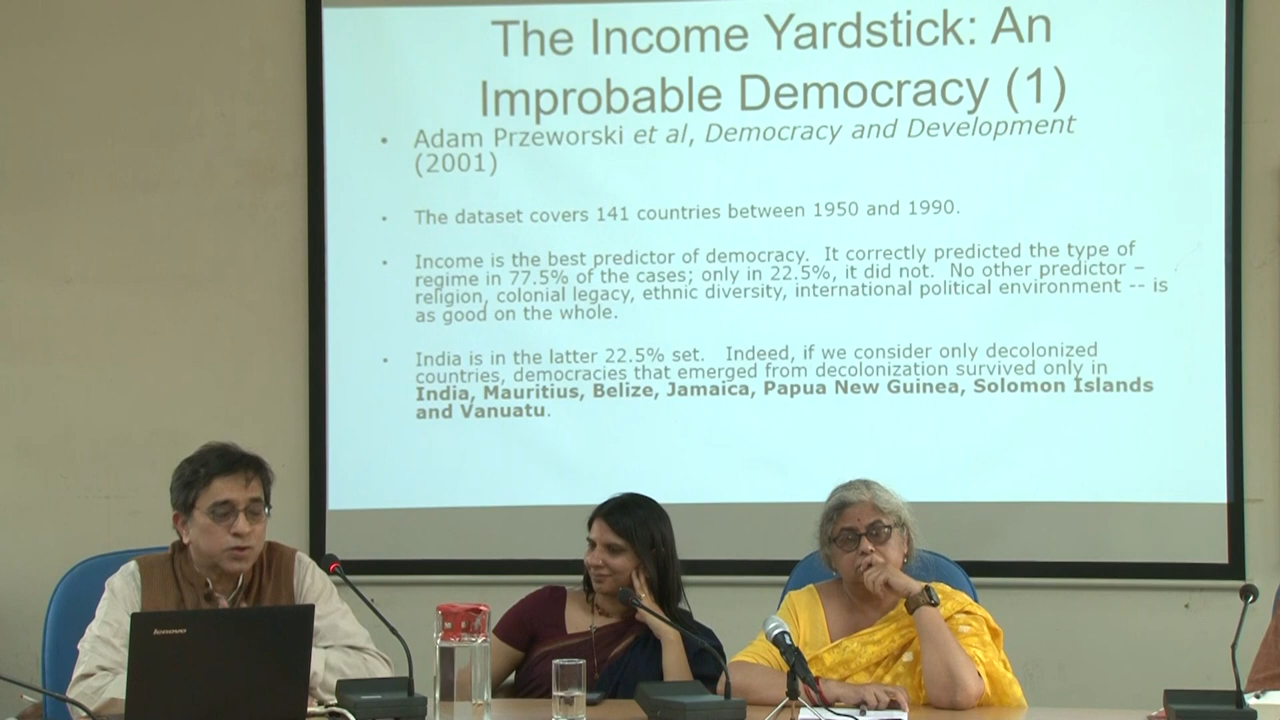 The Income Yardstick: An
Improbable Democracy (1)
• Adam Przeworski et al, Democracy and Development
(2001)
• The dataset covers 141 countries between 1950 and 1990.
• Income is the best predictor of democracy. It correctly predicted the type of
regime in 77.5% of the cases; only in 22.5%, it did not. No other predictor –
religion, colonial legacy, ethnic diversity, international political environment -- is
as good on the whole.
• India is in the latter 22.5% set. Indeed, if we consider only decolonized
countries, democracies that emerged from decolonization survived only in
India, Mauritius, Belize, Jamaica, Papua New Guinea, Solomon Islands
and Vanuatu.
lenovo